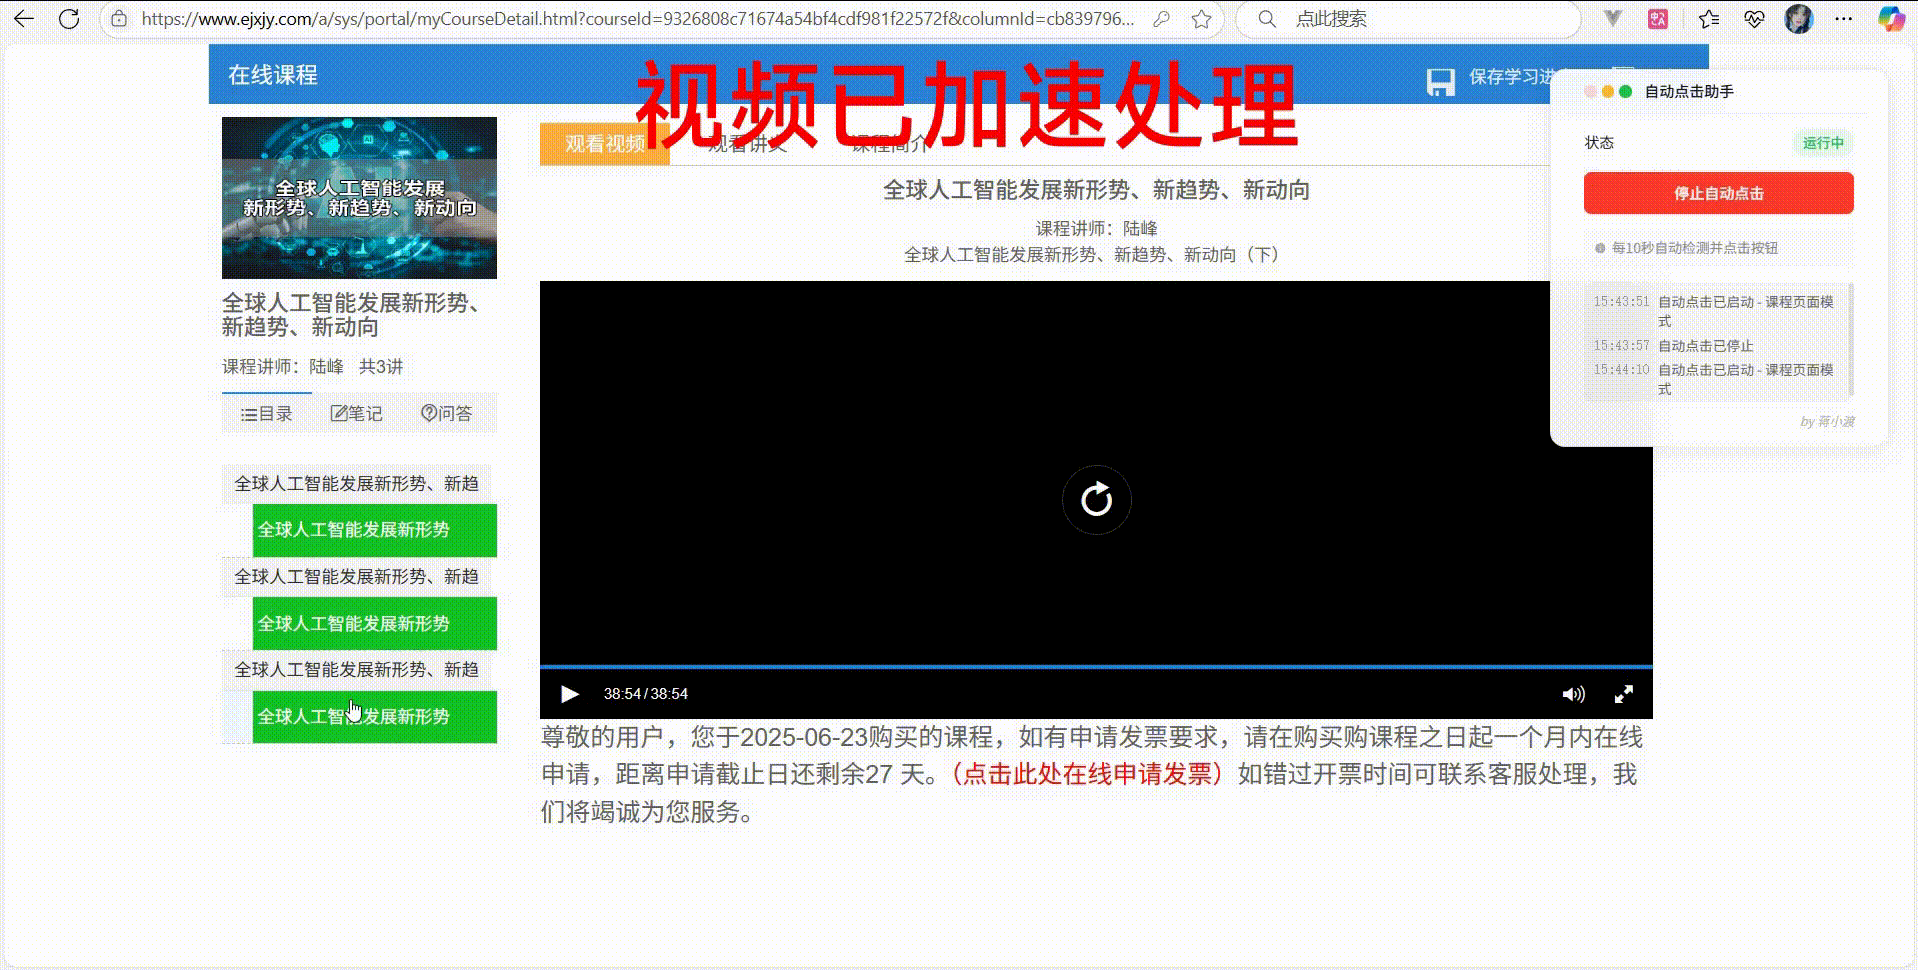 https://www.ejxjy.com/a/sys/portal/myCourseDetail.html?courseId=9326808c71674a54bf4cdf981f22572f&columnId=cb839796...
点此搜索
在线课程
视频已加速处理
保存学习进
自动点击助手
状态
运行中
停止自动点击
每10秒自动检测并点击按钮
15:43:51 自动点击已启动 - 课程页面模
式
15:43:57 自动点击已停止
15:44:10 自动点击已启动 - 课程页面模
式
by 蒋小渡
全球人工智能发展
新形势、新趋势、新动向
全球人工智能发展新形势、
新趋势、新动向
课程讲师：陆峰 共3讲
目录 笔记 问答
全球人工智能发展新形势、新趋
全球人工智能发展新形势
全球人工智能发展新形势、新趋
全球人工智能发展新形势
全球人工智能发展新形势、新趋
全球人工智能发展新形势
观看视频 观看讲义 课程简介
全球人工智能发展新形势、新趋势、新动向
课程讲师：陆峰
全球人工智能发展新形势、新趋势、新动向（下）
38:54 / 38:54
尊敬的用户，您于2025-06-23购买的课程，如有申请发票要求，请在购买购课程之日起一个月内在线
申请，距离申请截止日还剩余27 天。（点击此处在线申请发票）如错过开票时间可联系客服处理，我
们将竭诚为您服务。